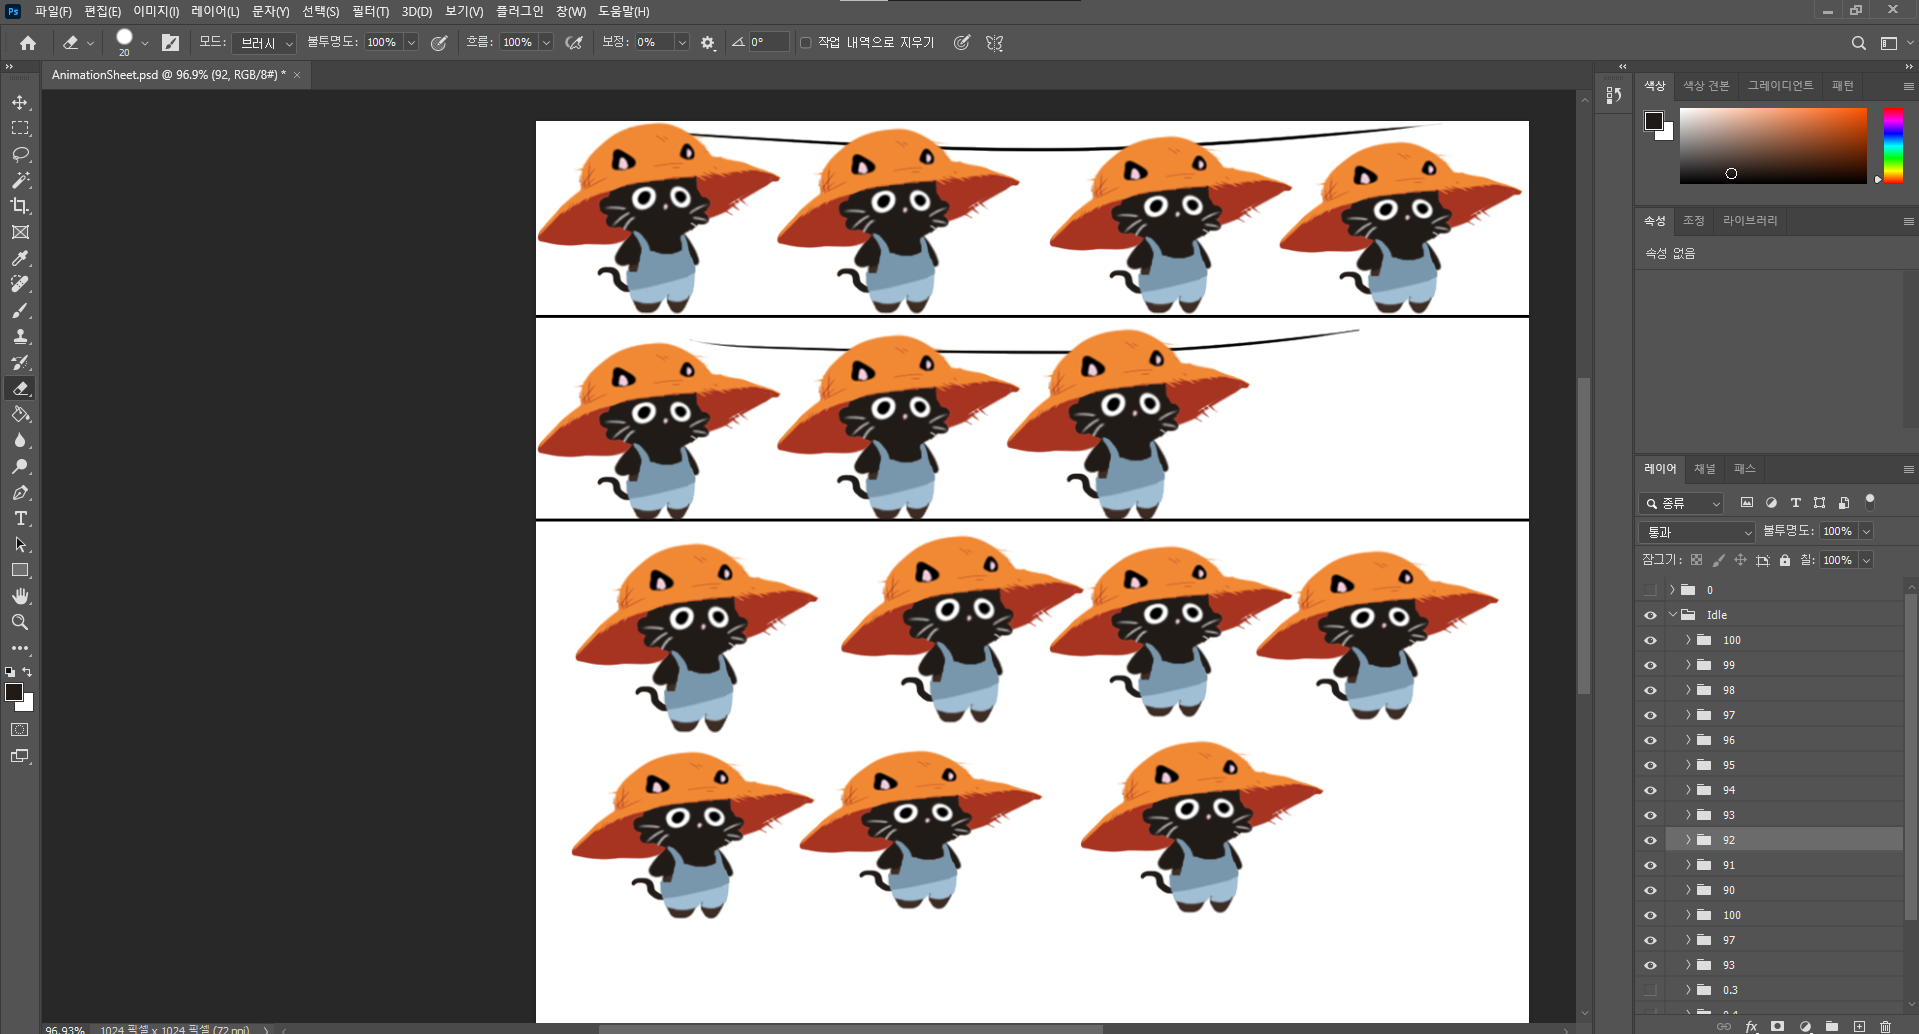 Ps 파일(F) 편집(E) 이미지(I) 레이어(L) 문자(Y) 선택(S) 필터(T) 3D(D) 보기(V) 플러그인 창(W) 도움말(H)
20 모드: 브러시 불투명도: 100% 흐름: 100% 보정: 0% 0° 작업 내역으로 지우기
AnimationSheet.psd @ 96.9% (92, RGB/8#) * ×
색상 색상 견본 그레이디언트 패턴
속성 조정 라이브러리
속성 없음
레이어 채널 패스
종류
통과 불투명도: 100%
잠그기: 칠: 100%
0
Idle
100
99
98
97
96
95
94
93
92
91
90
100
97
93
0.3
96.93% 1024 픽셀 x 1024 픽셀 (72 ppi)